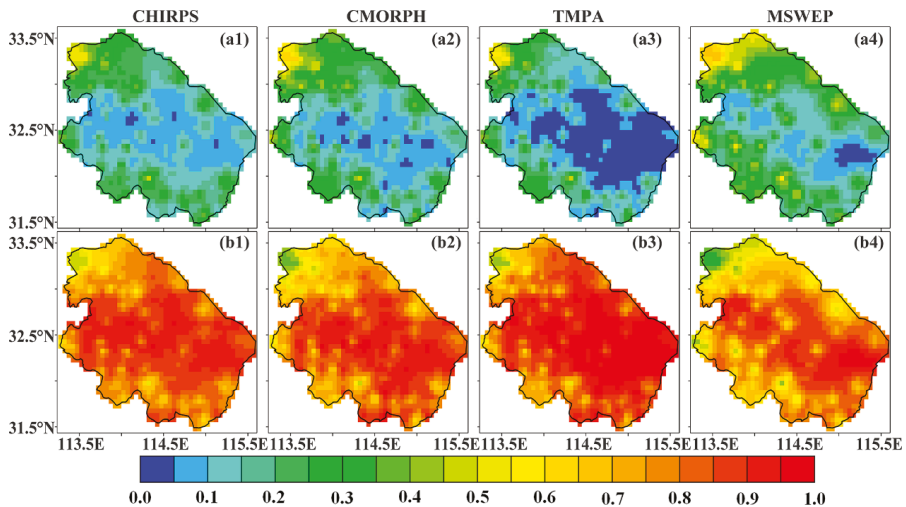 CHIRPS CMORPH TMPA MSWEP
33.5°N (a1) (a2) (a3) (a4)
32.5°N
31.5°N
33.5°N (b1) (b2) (b3) (b4)
32.5°N
31.5°N
113.5E 114.5E 115.5E 113.5E 114.5E 115.5E 113.5E 114.5E 115.5E 113.5E 114.5E 115.5E
0.0 0.1 0.2 0.3 0.4 0.5 0.6 0.7 0.8 0.9 1.0